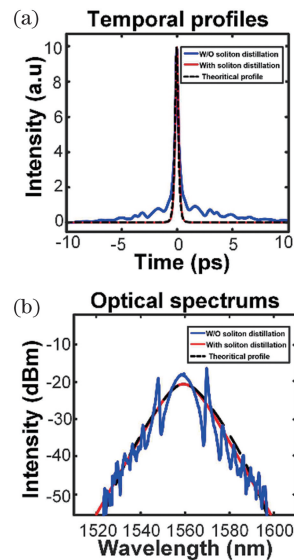 (a)
Temporal profiles
10
8
6
4
2
0
-10
-5
0
5
10
Intensity (a.u)
Time (ps)
W/O soliton distillation
With soliton distillation
Theoritical profile
(b)
Optical spectrums
-10
-20
-30
-40
-50
1520
1540
1560
1580
1600
Intensity (dBm)
Wavelength (nm)
W/O soliton distillation
With soliton distillation
Theoritical profile